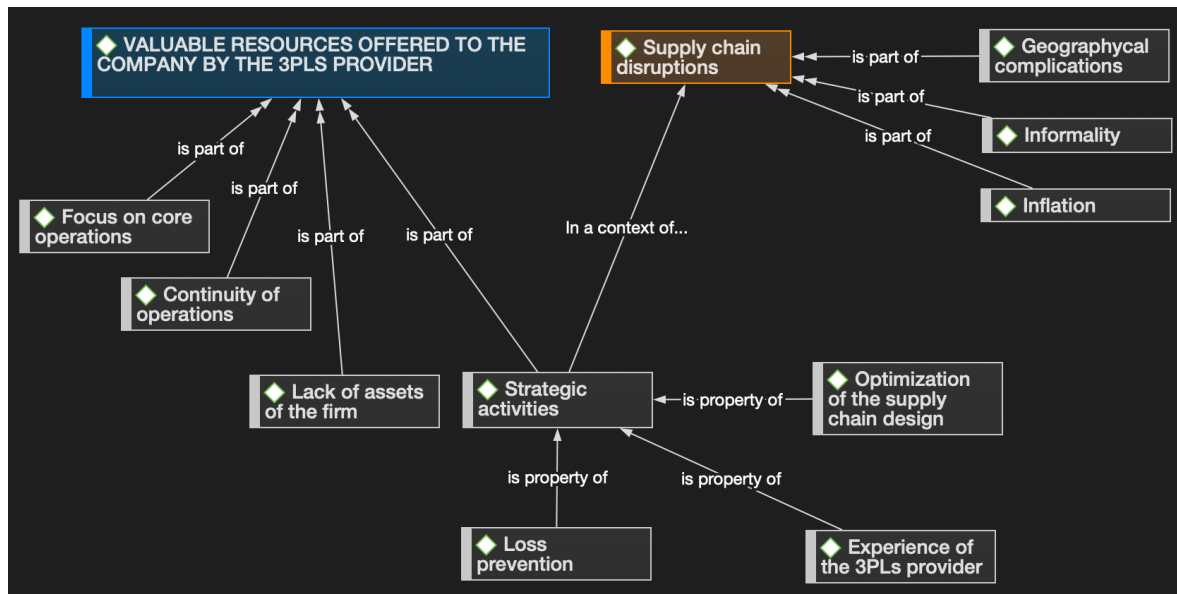 VALUABLE RESOURCES OFFERED TO THE
COMPANY BY THE 3PLS PROVIDER
Supply chain
disruptions
Geographycal
complications
is part of
is part of
Informality
is part of
Inflation
is part of
is part of
is part of
is part of
Focus on core
operations
In a context of...
Continuity of
operations
Lack of assets
of the firm
Strategic
activities
is property of
Optimization
of the supply
chain design
is property of
is property of
Loss
prevention
Experience of
the 3PLs provider